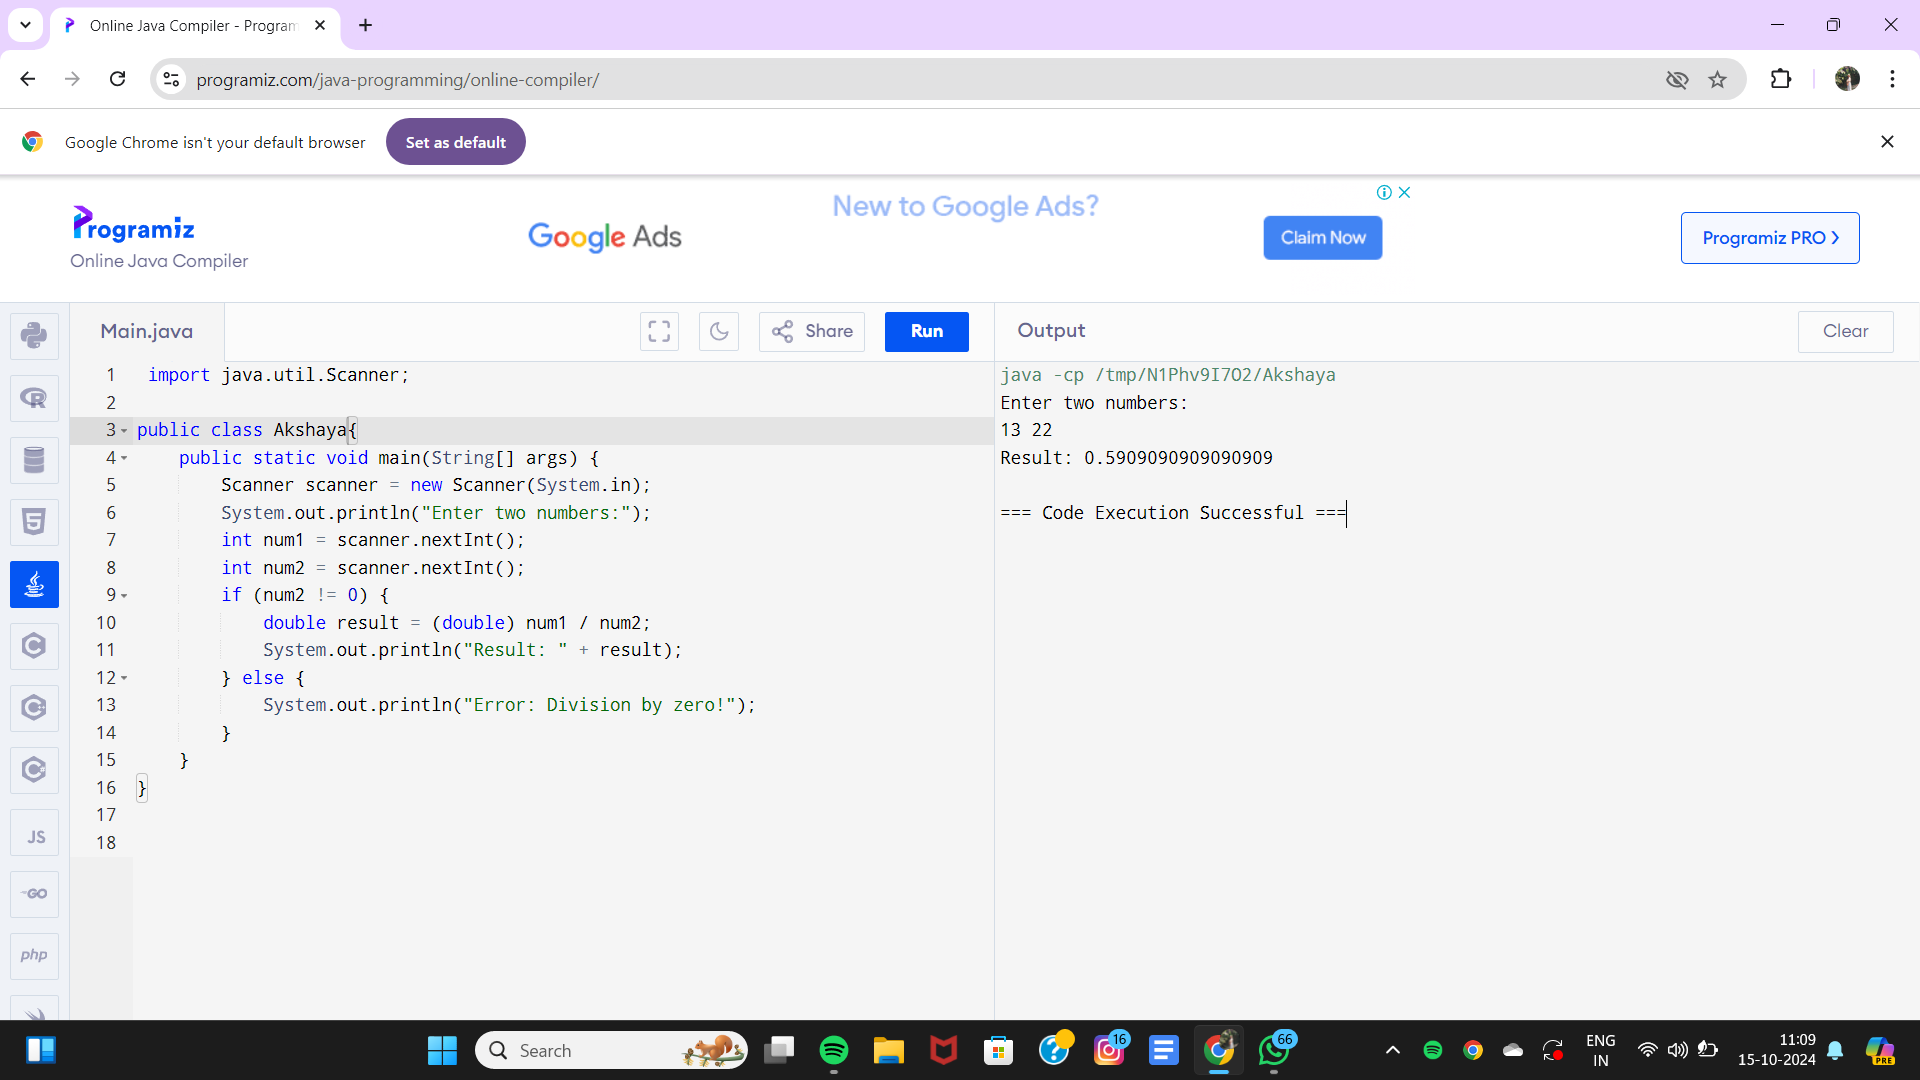 Online Java Compiler - Program
programiz.com/java-programming/online-compiler/
Google Chrome isn't your default browser
Set as default
Programiz
Online Java Compiler
Google Ads
New to Google Ads?
Claim Now
Programiz PRO >
Main.java
Share
Run
Output
Clear
1 import java.util.Scanner;
2
3 public class Akshaya{
4     public static void main(String[] args) {
5         Scanner scanner = new Scanner(System.in);
6         System.out.println("Enter two numbers:");
7         int num1 = scanner.nextInt();
8         int num2 = scanner.nextInt();
9         if (num2 != 0) {
10             double result = (double) num1 / num2;
11             System.out.println("Result: " + result);
12         } else {
13             System.out.println("Error: Division by zero!");
14         }
15     }
16 }
17
18
java -cp /tmp/N1Phv9I7O2/Akshaya
Enter two numbers:
13 22
Result: 0.5909090909090909
=== Code Execution Successful ===
JS
GO
php
Search
16
66
ENG
IN
11:09
15-10-2024
PRE